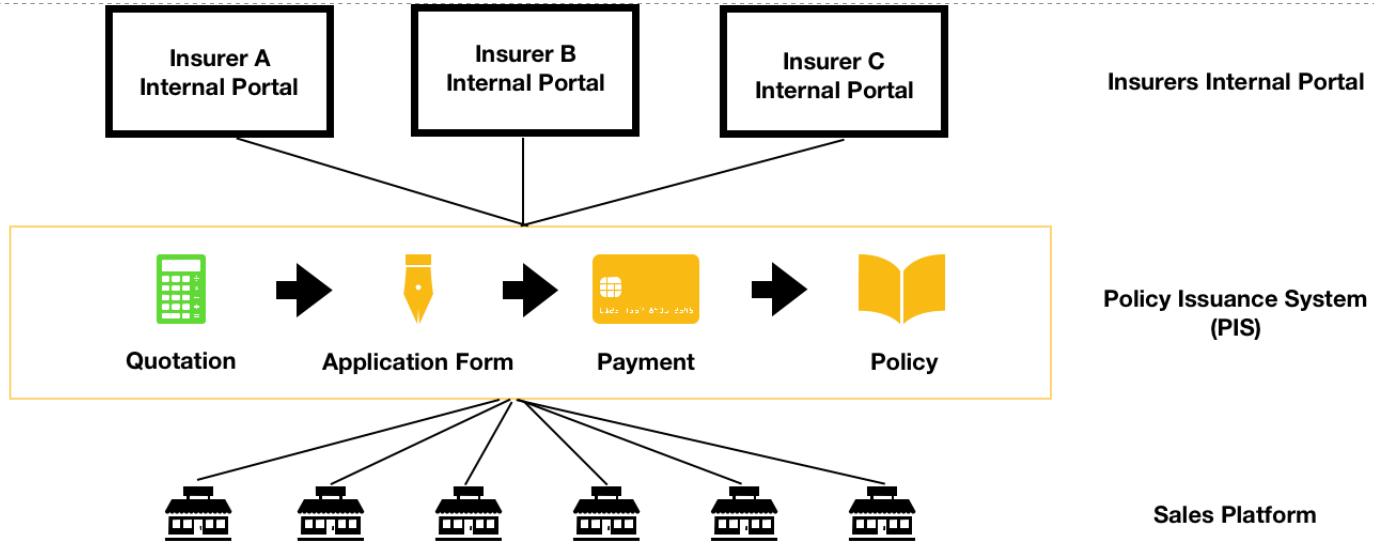 Insurer A
Internal Portal
Insurer B
Internal Portal
Insurer C
Internal Portal
Insurers Internal Portal
Quotation
Application Form
Payment
Policy
Policy Issuance System
(PIS)
Sales Platform